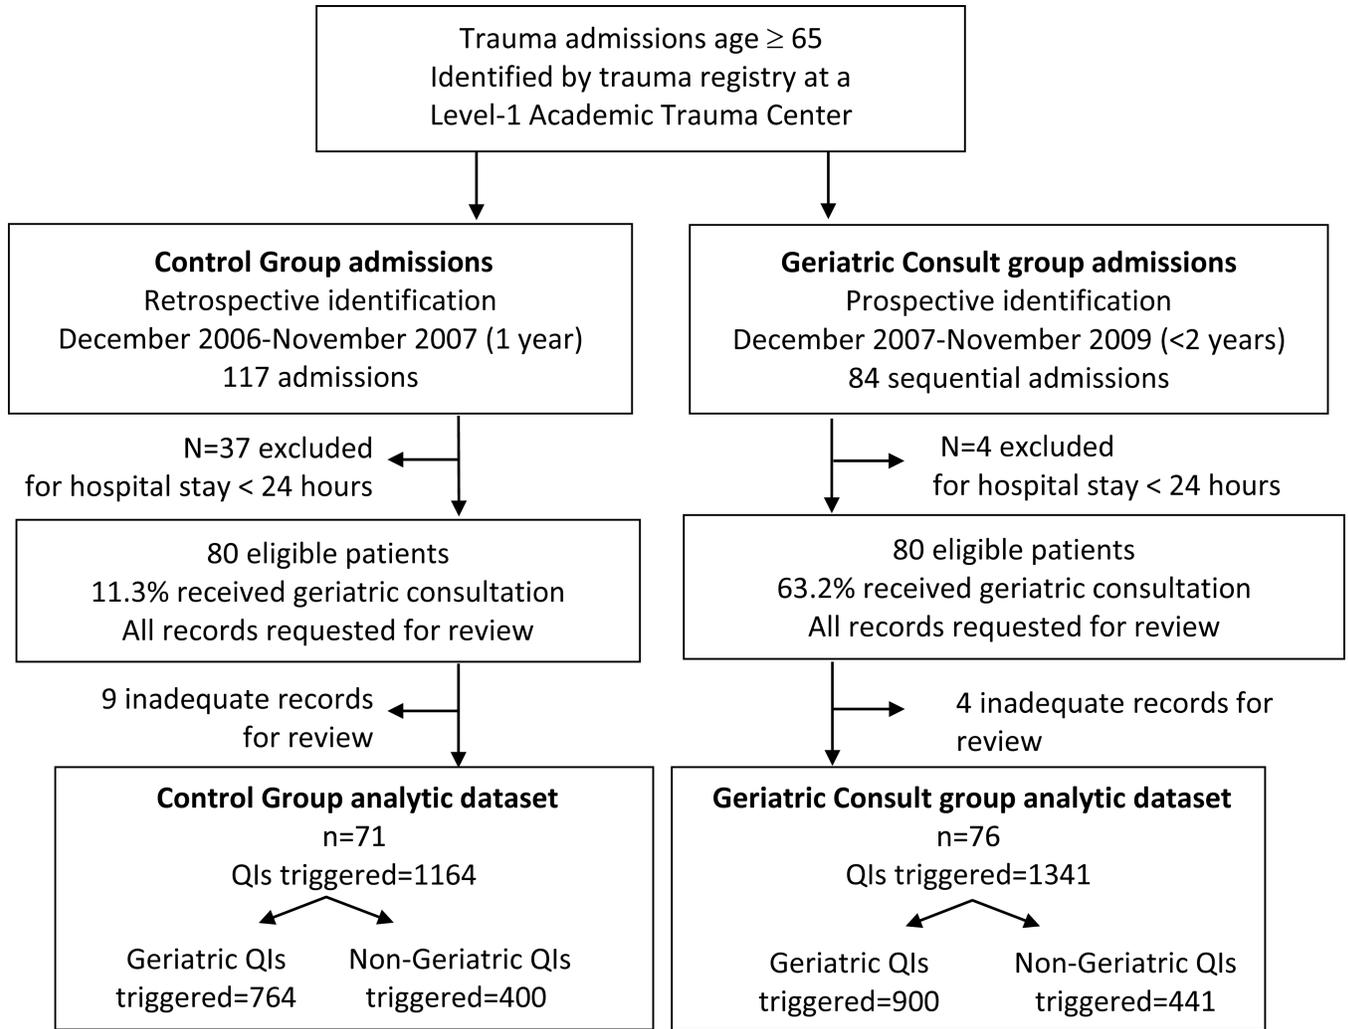 Trauma admissions age ≥ 65
Identified by trauma registry at a
Level-1 Academic Trauma Center
Control Group admissions
Retrospective identification
December 2006-November 2007 (1 year)
117 admissions
Geriatric Consult group admissions
Prospective identification
December 2007-November 2009 (<2 years)
84 sequential admissions
N=37 excluded
for hospital stay < 24 hours
N=4 excluded
for hospital stay < 24 hours
80 eligible patients
11.3% received geriatric consultation
All records requested for review
80 eligible patients
63.2% received geriatric consultation
All records requested for review
9 inadequate records
for review
4 inadequate records for
review
Control Group analytic dataset
n=71
QIs triggered=1164
Geriatric QIs
triggered=764
Non-Geriatric QIs
triggered=400
Geriatric Consult group analytic dataset
n=76
QIs triggered=1341
Geriatric QIs
triggered=900
Non-Geriatric QIs
triggered=441